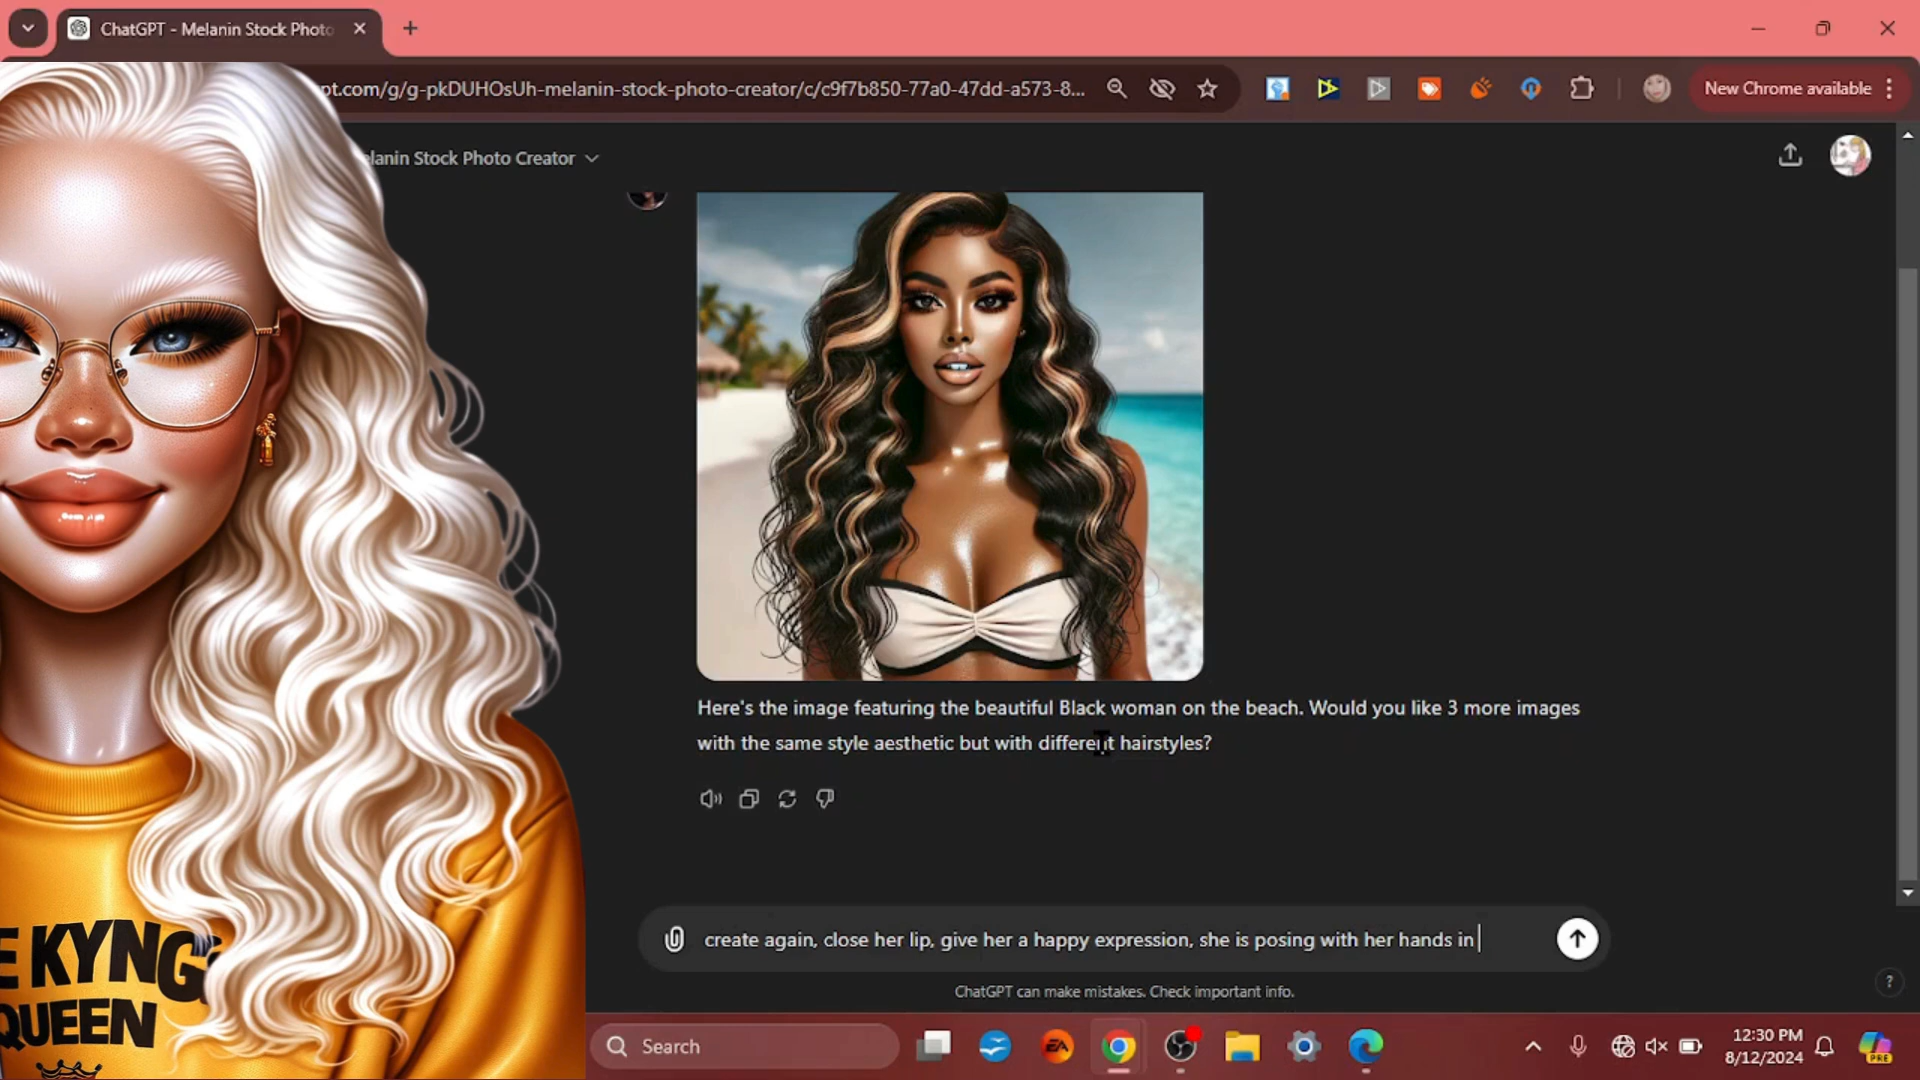 ChatGPT - Melanin Stock Photo
pt.com/g/g-pkDUHOsUh-melanin-stock-photo-creator/c/c9f7b850-77a0-47dd-a573-8...
New Chrome available
elanin Stock Photo Creator
Here's the image featuring the beautiful Black woman on the beach. Would you like 3 more images
with the same style aesthetic but with different hairstyles?
create again, close her lip, give her a happy expression, she is posing with her hands in
ChatGPT can make mistakes. Check important info.
?
E KYNG
QUEEN
Search
EA
12:30 PM
8/12/2024
PRE